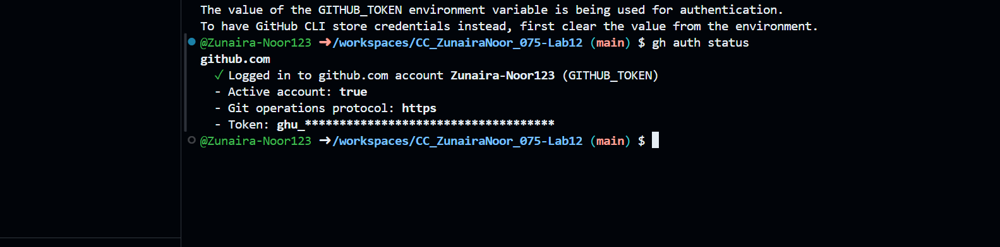 The value of the GITHUB_TOKEN environment variable is being used for authentication.
To have GitHub CLI store credentials instead, first clear the value from the environment.
@Zunaira-Noor123 ➜/workspaces/CC_ZunairaNoor_075-Lab12 (main) $ gh auth status
github.com
  ✓ Logged in to github.com account Zunaira-Noor123 (GITHUB_TOKEN)
  - Active account: true
  - Git operations protocol: https
  - Token: ghu_************************************
@Zunaira-Noor123 ➜/workspaces/CC_ZunairaNoor_075-Lab12 (main) $